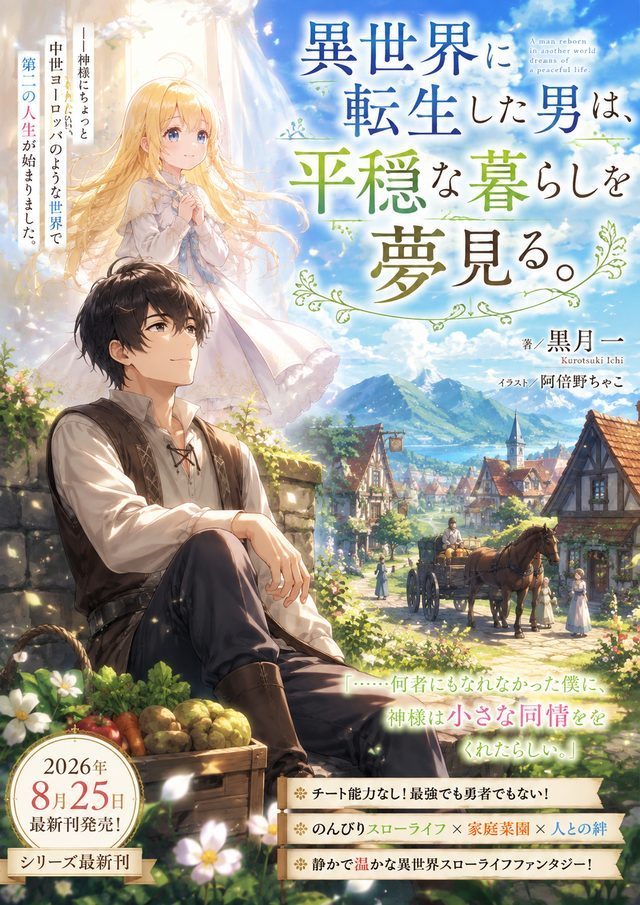 異世界に
転生した男は、
平穏な暮らしを
夢見る。
A man reborn
in another world
dreams of
a peaceful life.
――神様にちょっと
中世ヨーロッパのような世界で
第二の人生が始まりました。
著／黒月一
Kurotsuki Ichi
イラスト／阿倍野ちゃこ
「……何者にもなれなかった僕に、
神様は小さな同情をを
くれたらしい。」
2026年
8月25日
最新刊発売！
シリーズ最新刊
チート能力なし！最強でも勇者でもない！
のんびりスローライフ×家庭菜園×人との絆
静かで温かな異世界スローライフファンタジー！